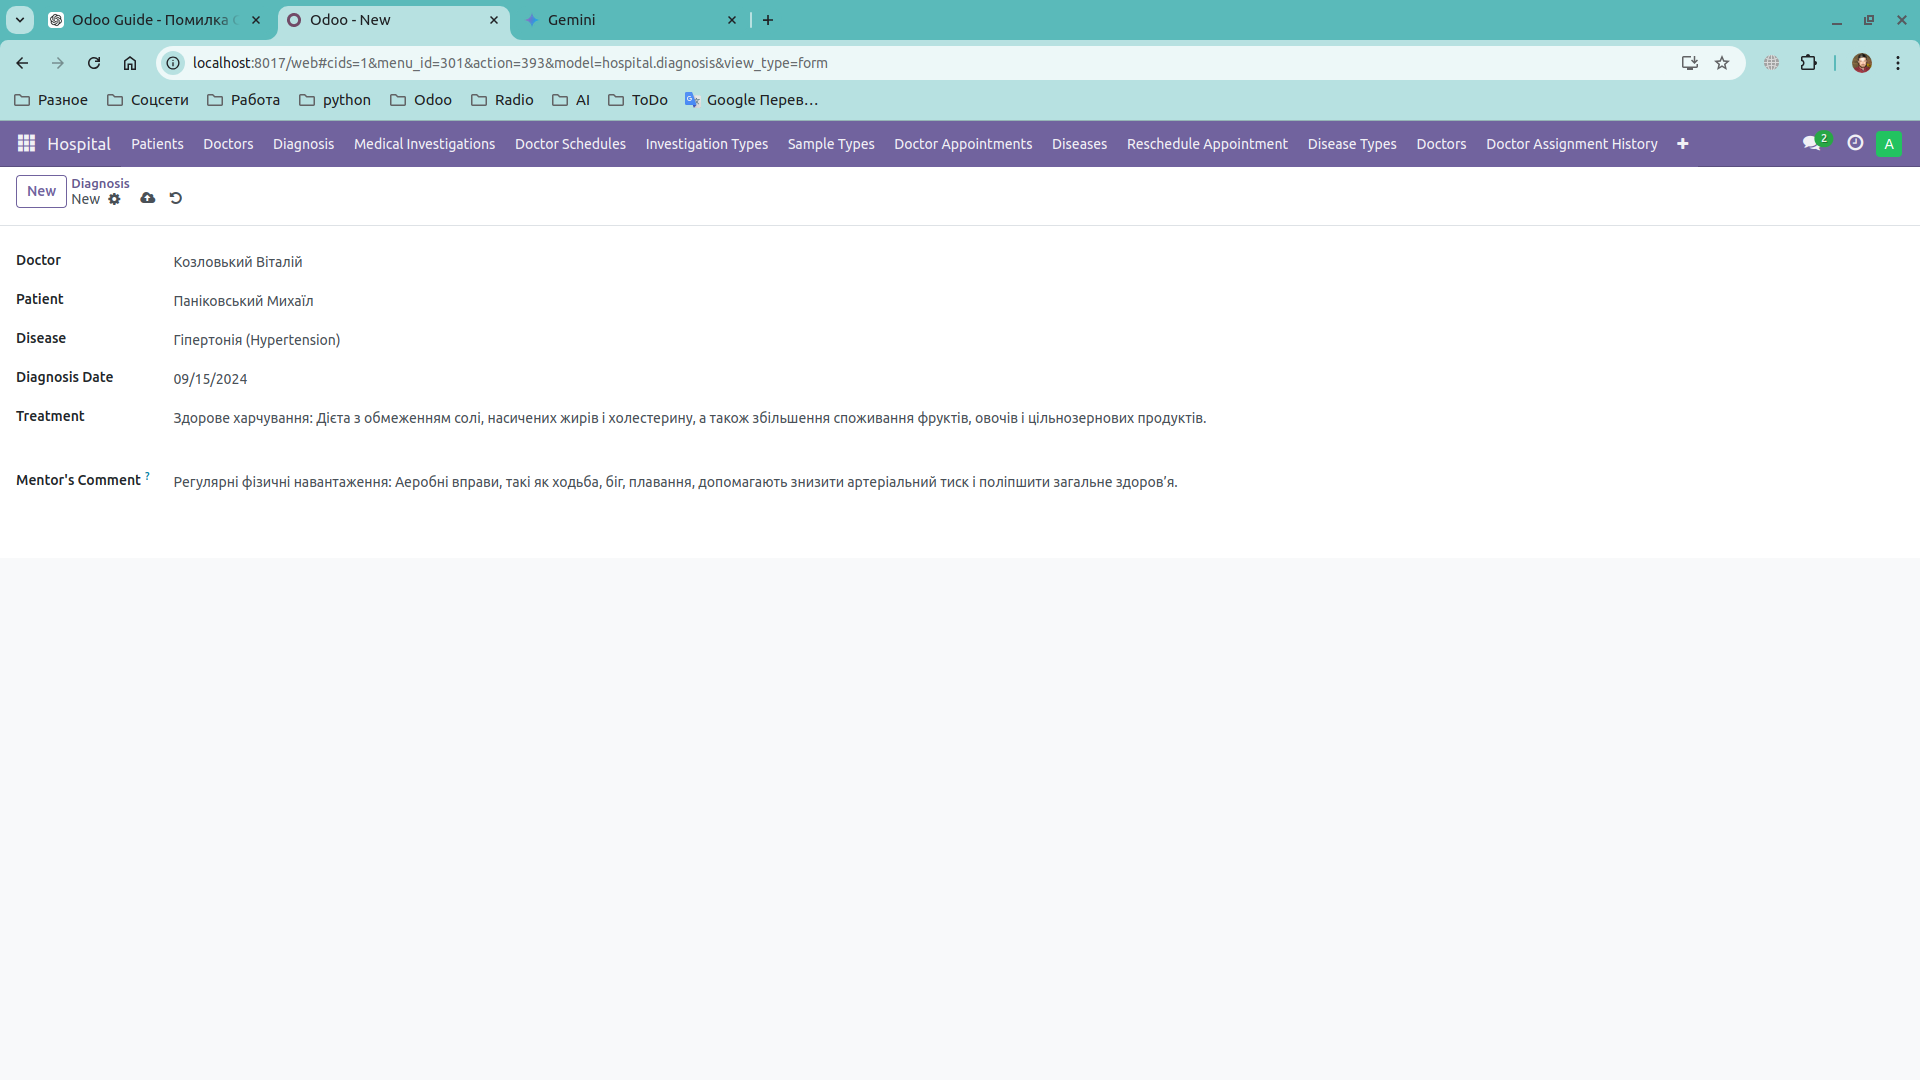 Odoo Guide - Помилка
Odoo - New
Gemini
localhost:8017/web#cids=1&menu_id=301&action=393&model=hospital.diagnosis&view_type=form
Разное
Соцсети
Работа
python
Odoo
Radio
AI
ToDo
Google Перев…
Hospital
Patients
Doctors
Diagnosis
Medical Investigations
Doctor Schedules
Investigation Types
Sample Types
Doctor Appointments
Diseases
Reschedule Appointment
Disease Types
Doctors
Doctor Assignment History
2
A
New
Diagnosis
New
Doctor
Козловький Віталій
Patient
Паніковський Михаїл
Disease
Гіпертонія (Hypertension)
Diagnosis Date
09/15/2024
Treatment
Здорове харчування: Дієта з обмеженням солі, насичених жирів і холестерину, а також збільшення споживання фруктів, овочів і цільнозернових продуктів.
Mentor's Comment ?
Регулярні фізичні навантаження: Аеробні вправи, такі як ходьба, біг, плавання, допомагають знизити артеріальний тиск і поліпшити загальне здоров’я.